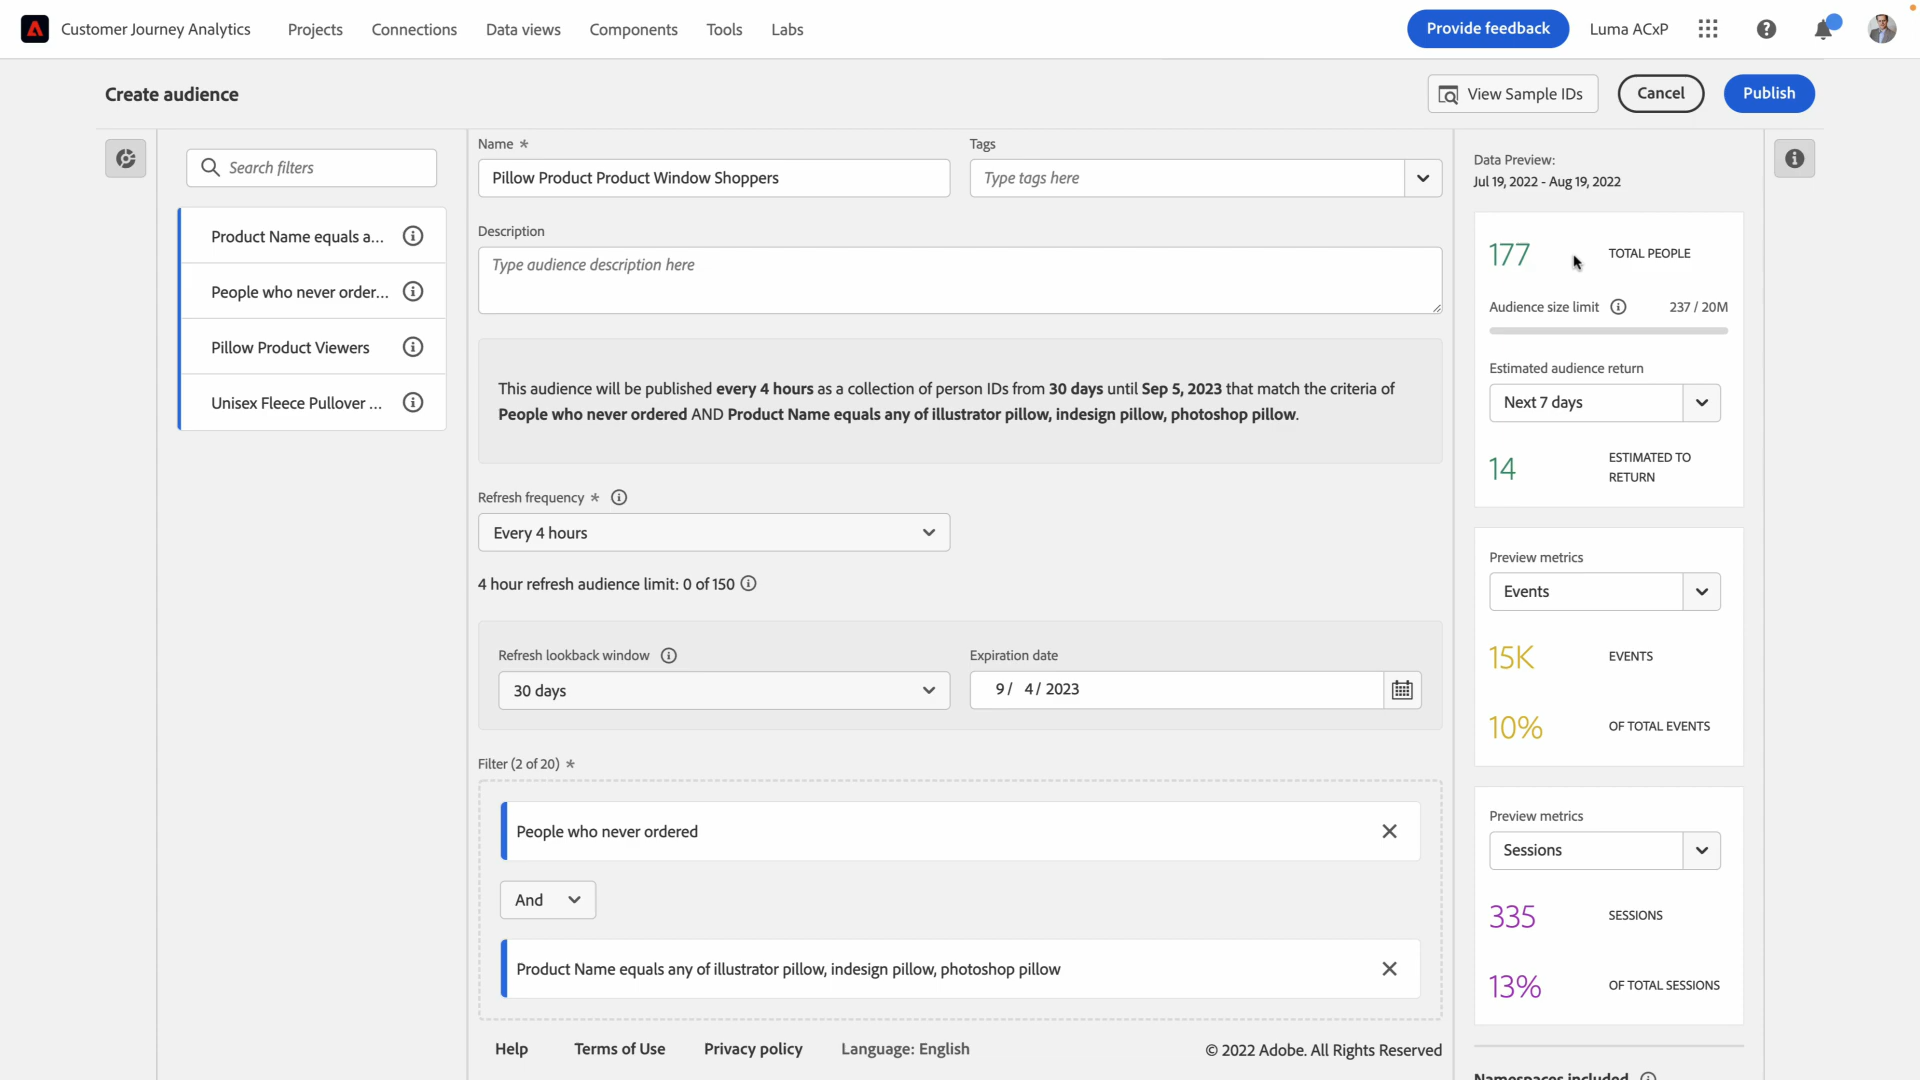 Customer Journey Analytics
Projects
Connections
Data views
Components
Tools
Labs
Provide feedback
Luma ACxP
Create audience
View Sample IDs
Cancel
Publish
Search filters
Product Name equals a...
People who never order...
Pillow Product Viewers
Unisex Fleece Pullover ...
Name *
Pillow Product Product Window Shoppers
Tags
Type tags here
Description
Type audience description here
This audience will be published every 4 hours as a collection of person IDs from 30 days until Sep 5, 2023 that match the criteria of
People who never ordered AND Product Name equals any of illustrator pillow, indesign pillow, photoshop pillow.
Refresh frequency *
Every 4 hours
4 hour refresh audience limit: 0 of 150
Refresh lookback window
30 days
Expiration date
9/ 4/ 2023
Filter (2 of 20) *
People who never ordered
And
Product Name equals any of illustrator pillow, indesign pillow, photoshop pillow
Help
Terms of Use
Privacy policy
Language: English
© 2022 Adobe. All Rights Reserved
Data Preview:
Jul 19, 2022 - Aug 19, 2022
177
TOTAL PEOPLE
Audience size limit
237 / 20M
Estimated audience return
Next 7 days
14
ESTIMATED TO
RETURN
Preview metrics
Events
15K
EVENTS
10%
OF TOTAL EVENTS
Preview metrics
Sessions
335
SESSIONS
13%
OF TOTAL SESSIONS
Namespaces included